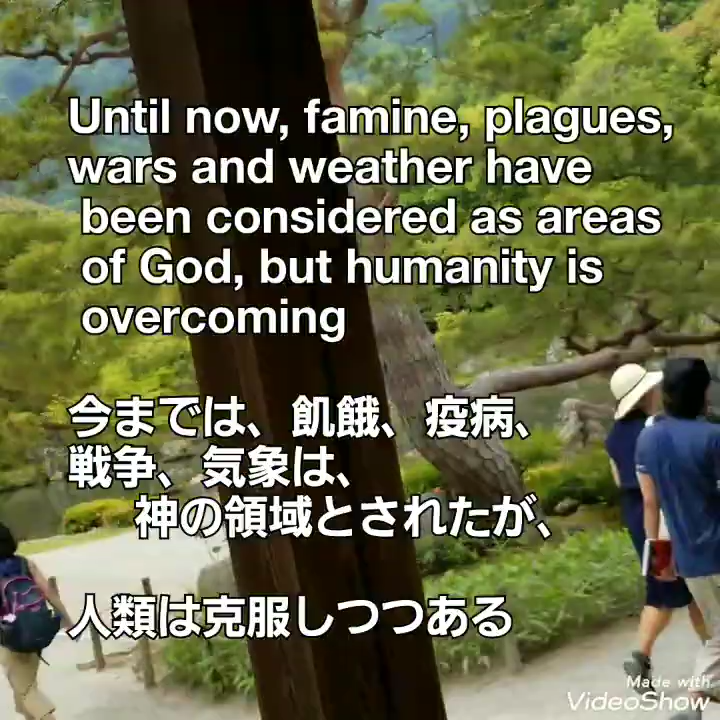 Until now, famine, plagues,
wars and weather have
been considered as areas
of God, but humanity is
overcoming
今までは、飢餓、疫病、
戦争、気象は、
神の領域とされたが、
人類は克服しつつある
Made with
VideoShow